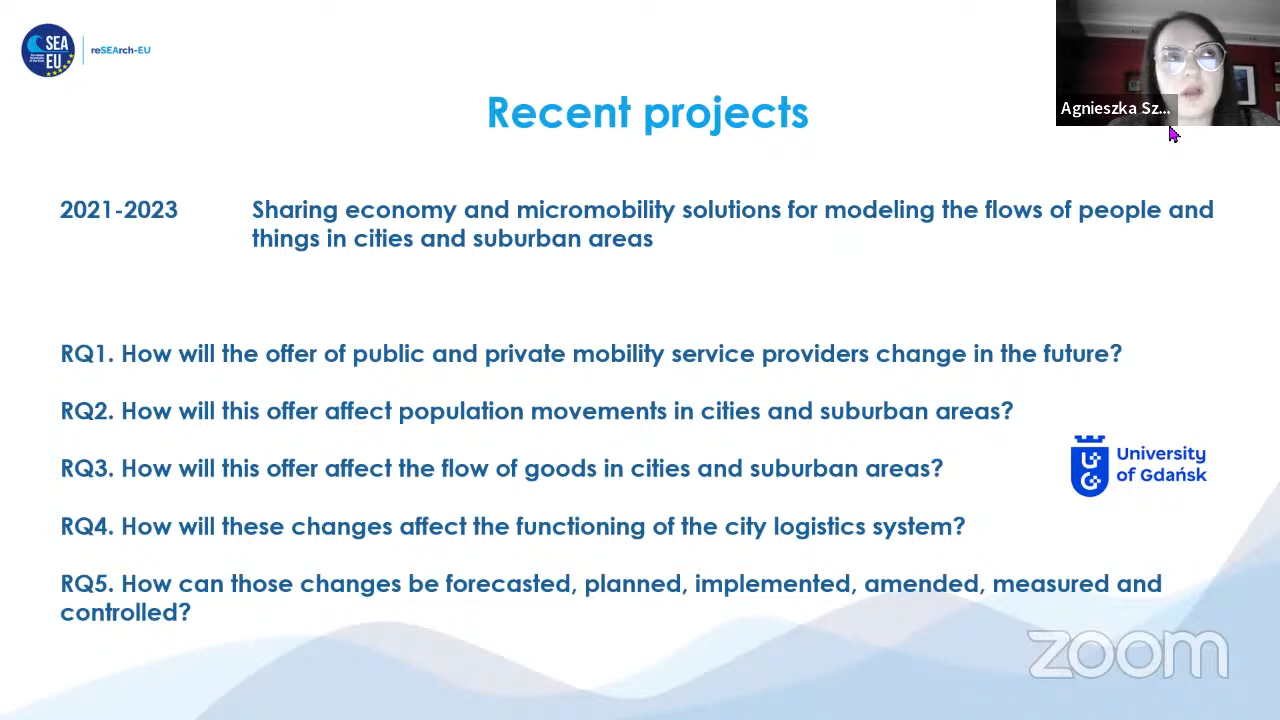 SEA
EU
reSEArch-EU
Agnieszka Sz...
Recent projects
2021-2023
Sharing economy and micromobility solutions for modeling the flows of people and
things in cities and suburban areas
RQ1. How will the offer of public and private mobility service providers change in the future?
RQ2. How will this offer affect population movements in cities and suburban areas?
RQ3. How will this offer affect the flow of goods in cities and suburban areas?
University
of Gdańsk
RQ4. How will these changes affect the functioning of the city logistics system?
RQ5. How can those changes be forecasted, planned, implemented, amended, measured and
controlled?
zoom